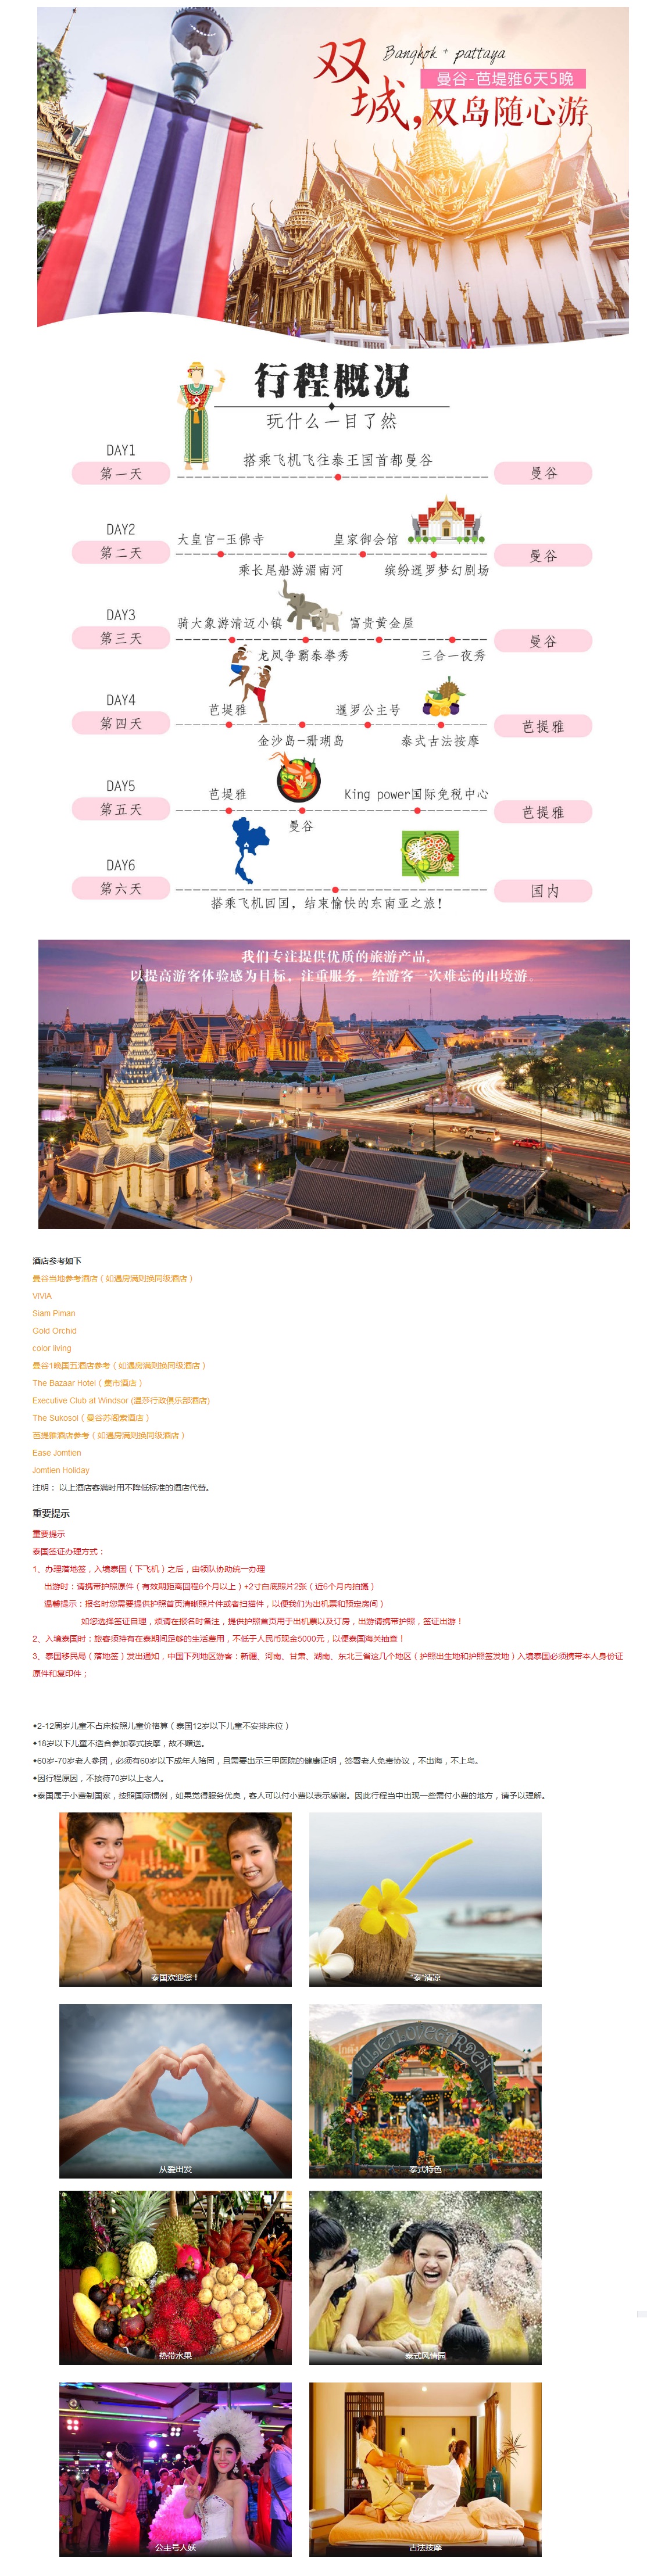 Bangkok + pattaya
双城,双岛随心游
曼谷-芭堤雅6天5晚
行程概况
玩什么一目了然
DAY1
第一天
搭乘飞机飞往泰王国首都曼谷
曼谷
DAY2
第二天
大皇宫-玉佛寺
皇家御会馆
乘长尾船游湄南河
缤纷暹罗梦幻剧场
曼谷
DAY3
第三天
骑大象游清迈小镇
富贵黄金屋
龙凤争霸泰拳秀
三合一夜秀
曼谷
DAY4
第四天
芭堤雅
暹罗公主号
金沙岛-珊瑚岛
泰式古法按摩
芭提雅
DAY5
第五天
芭堤雅
King power国际免税中心
曼谷
芭提雅
DAY6
第六天
搭乘飞机回国，结束愉快的东南亚之旅！
国内
我们专注提供优质的旅游产品，
以提高游客体验感为目标，注重服务，给游客一次难忘的出境游。
酒店参考如下
曼谷当地参考酒店（如遇房满则换同级酒店）
VIVIA
Siam Piman
Gold Orchid
color living
曼谷1晚国五酒店参考（如遇房满则换同级酒店）
The Bazaar Hotel（集市酒店）
Executive Club at Windsor (温莎行政俱乐部酒店)
The Sukosol（曼谷苏阁索酒店）
芭提雅酒店参考（如遇房满则换同级酒店）
Ease Jomtien
Jomtien Holiday
注明： 以上酒店客满时用不降低标准的酒店代替。
重要提示
重要提示
泰国签证办理方式：
1、办理落地签，入境泰国（下飞机）之后，由领队协助统一办理
出游时：请携带护照原件（有效期距离回程6个月以上）+2寸白底照片2张（近6个月内拍摄）
温馨提示：报名时您需要提供护照首页清晰照片件或者扫描件，以便我们为出机票和预定房间）
如您选择签证自理，烦请在报名时备注，提供护照首页用于出机票以及订房，出游请携带护照，签证出游！
2、入境泰国时：旅客须持有在泰期间足够的生活费用，不低于人民币现金5000元，以便泰国海关抽查！
3、泰国移民局（落地签）发出通知，中国下列地区游客：新疆、河南、甘肃、湖南、东北三省这几个地区（护照出生地和护照签发地）入境泰国必须携带本人身份证
原件和复印件；
•2-12周岁儿童不占床按照儿童价格算（泰国12岁以下儿童不安排床位）
•18岁以下儿童不适合参加泰式按摩，故不赠送。
•60岁-70岁老人参团，必须有60岁以下成年人陪同，且需要出示三甲医院的健康证明，签署老人免责协议，不出海，不上岛。
•因行程原因，不接待70岁以上老人。
•泰国属于小费制国家，按照国际惯例，如果觉得服务优良，客人可以付小费以表示感谢。因此行程当中出现一些需付小费的地方，请予以理解。
泰国欢迎您！
“泰”清凉
JULIET LOVE GARDEN
从爱出发
泰式特色
热带水果
泰式风情园
公主号人妖
古法按摩